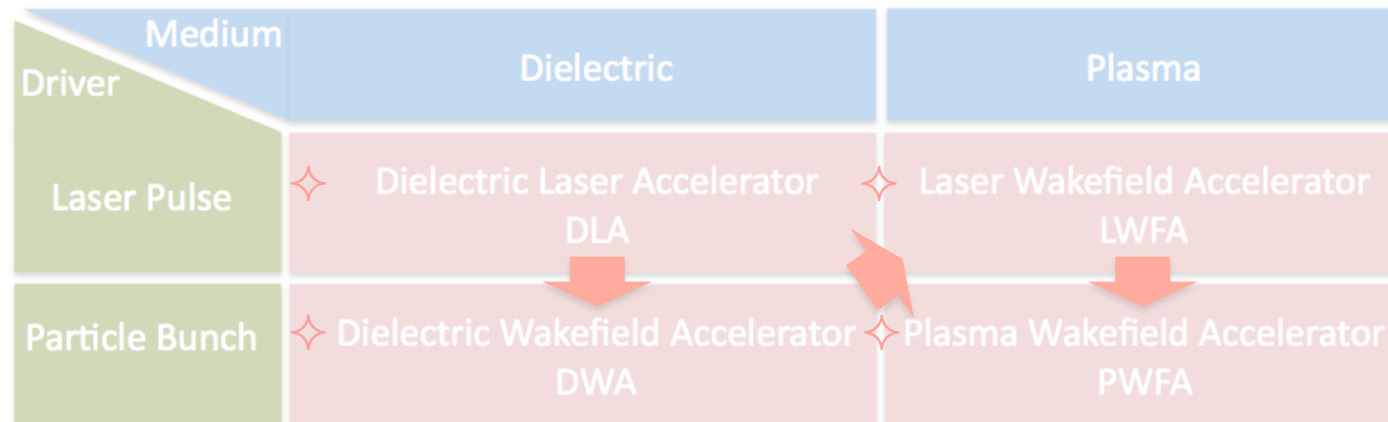 Medium
Driver
Dielectric
Plasma
Laser Pulse
Dielectric Laser Accelerator
DLA
Laser Wakefield Accelerator
LWFA
Particle Bunch
Dielectric Wakefield Accelerator
DWA
Plasma Wakefield Accelerator
PWFA